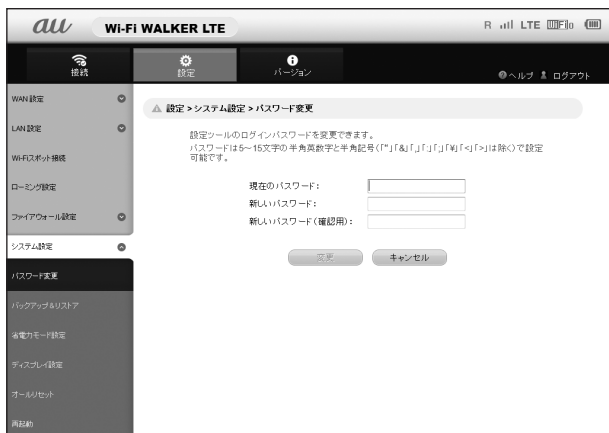 au Wi-Fi WALKER LTE
R LTE
接続
設定
バージョン
ヘルプ ログアウト
WAN設定
LAN設定
Wi-Fiスポット接続
ローミング設定
ファイアウォール設定
システム設定
パスワード変更
バックアップ&リストア
省電力モード設定
ディスプレイ設定
オールリセット
再起動
設定 > システム設定 > パスワード変更
設定ツールのログインパスワードを変更できます。
パスワードは5~15文字の半角英数字と半角記号(「"」「&」「,」「:」「;」「¥」「<」「>」は除く)で設定
可能です。
現在のパスワード:
新しいパスワード:
新しいパスワード(確認用):
変更
キャンセル